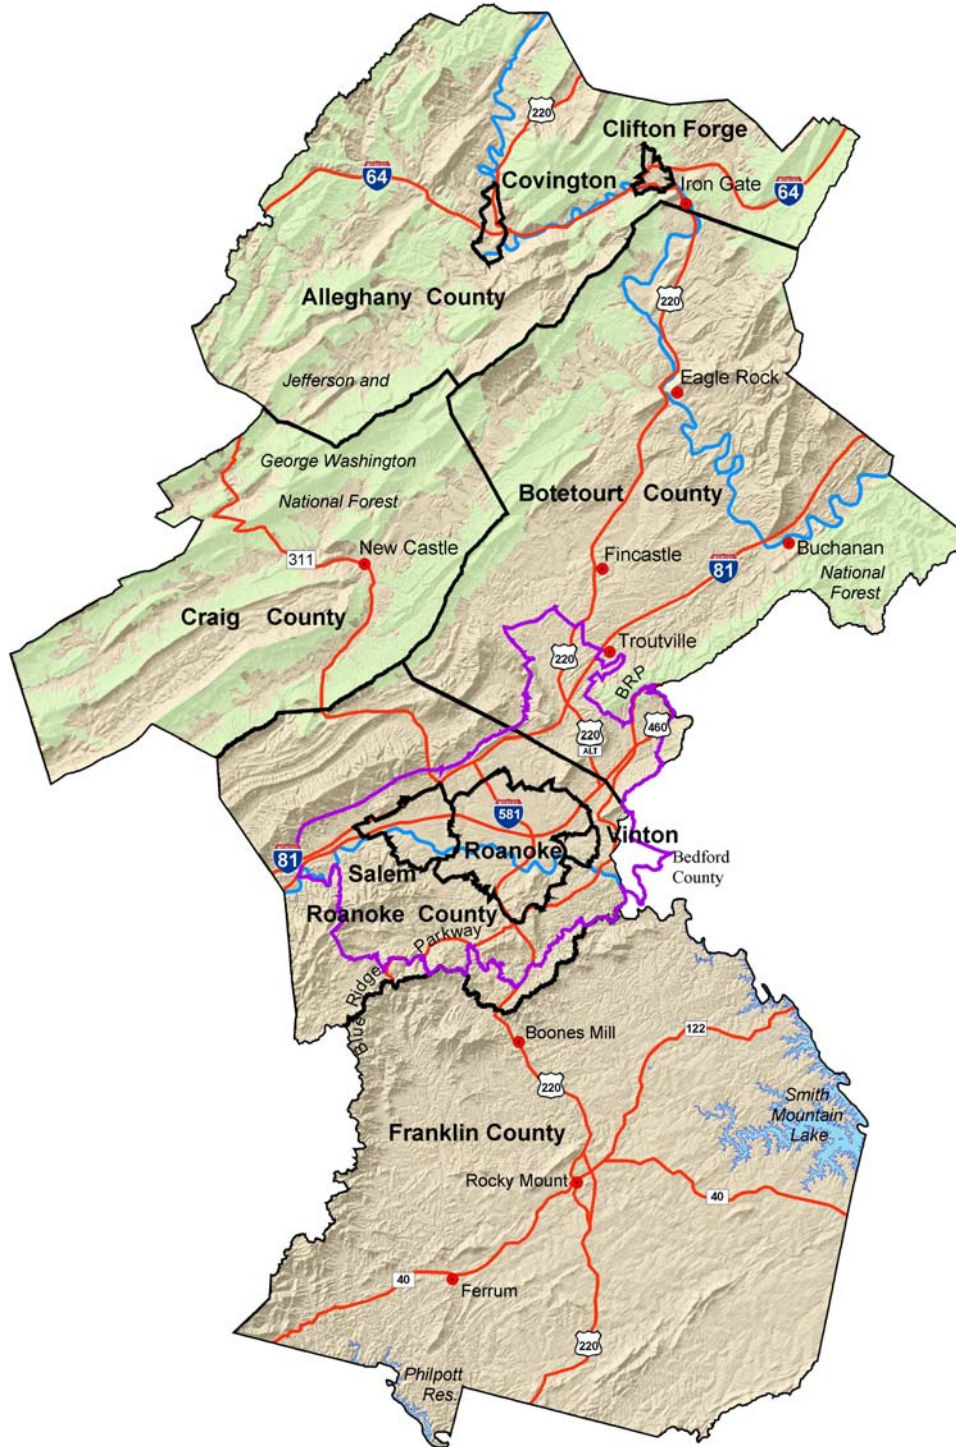 220
Clifton Forge
64
Covington
Iron Gate
64
Alleghany County
220
Jefferson and
Eagle Rock
George Washington
National Forest
Botetourt County
311
New Castle
Fincastle
81
Buchanan
National
Forest
Craig County
Troutville
220
BRP
220
ALT
460
581
Vinton
Roanoke
81
Salem
Bedford
County
Roanoke County
Parkway
Blue Ridge
Boones Mill
122
220
Smith
Mountain
Lake
Franklin County
Rocky Mount
40
40
Ferrum
220
Philpott
Res.